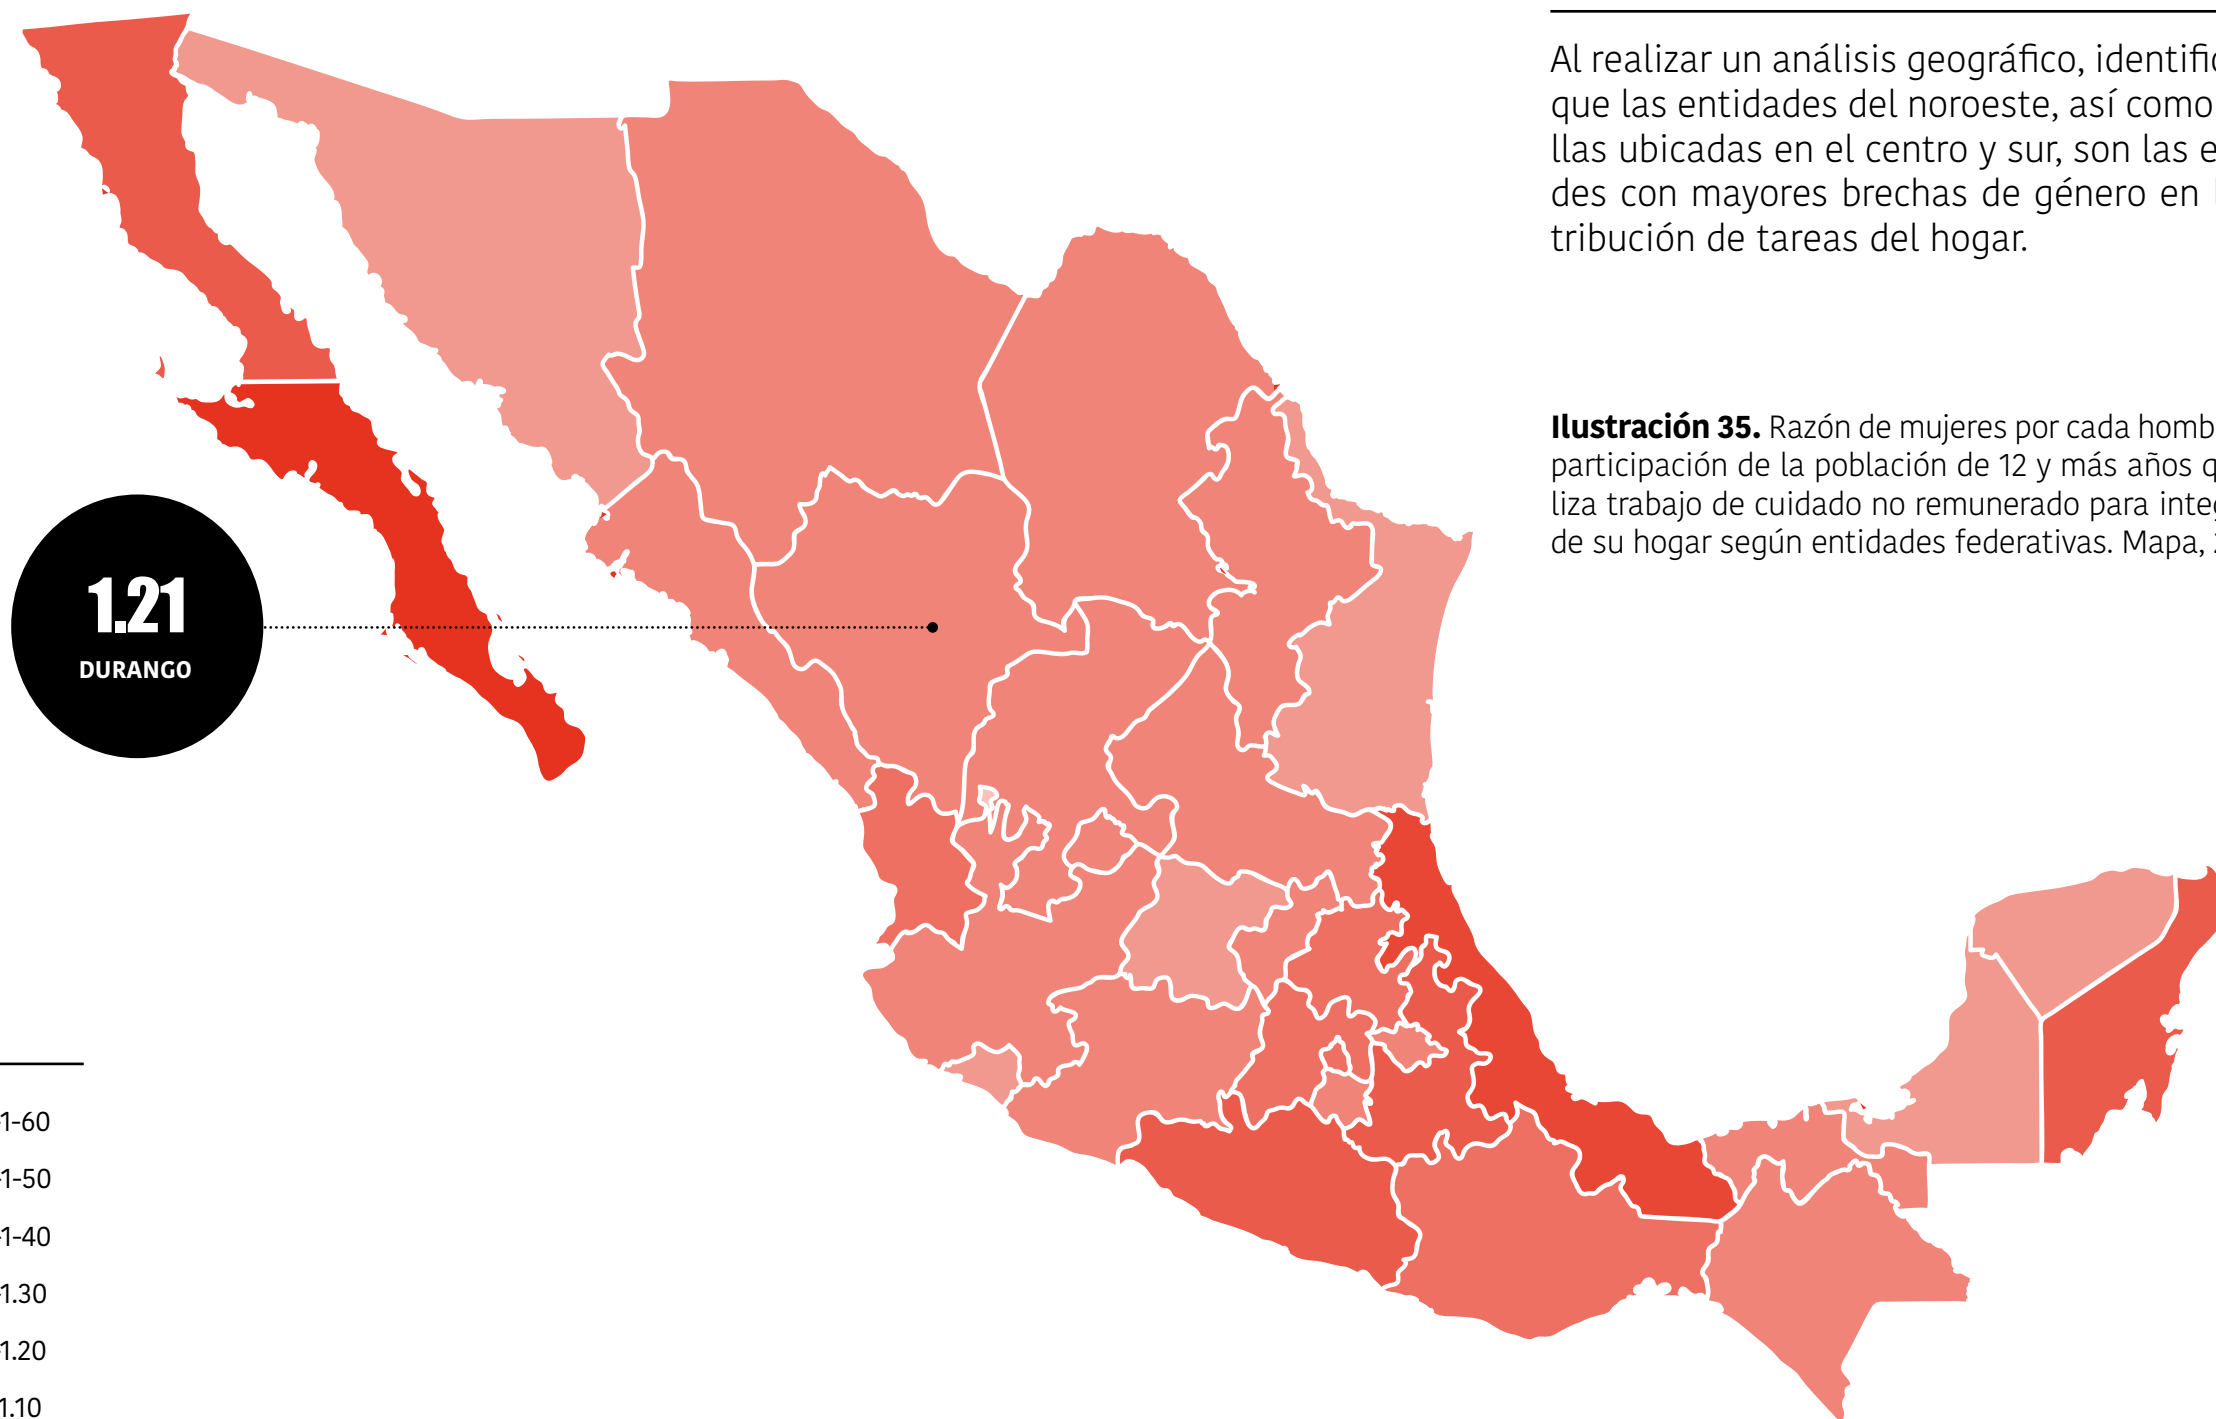 Al realizar un análisis geográfico,
que las entidades del noroeste, así como
llas ubicadas en el centro y sur, son las
des con mayores brechas de género en
tribución de tareas del hogar.
Ilustración 35. Razón de mujeres por cada
participación de la población de 12 y más años
liza trabajo de cuidado no remunerado para
de su hogar según entidades federativas. Mapa,
1.21
DURANGO
1-60
1-50
1-40
1.30
1.20
1.10